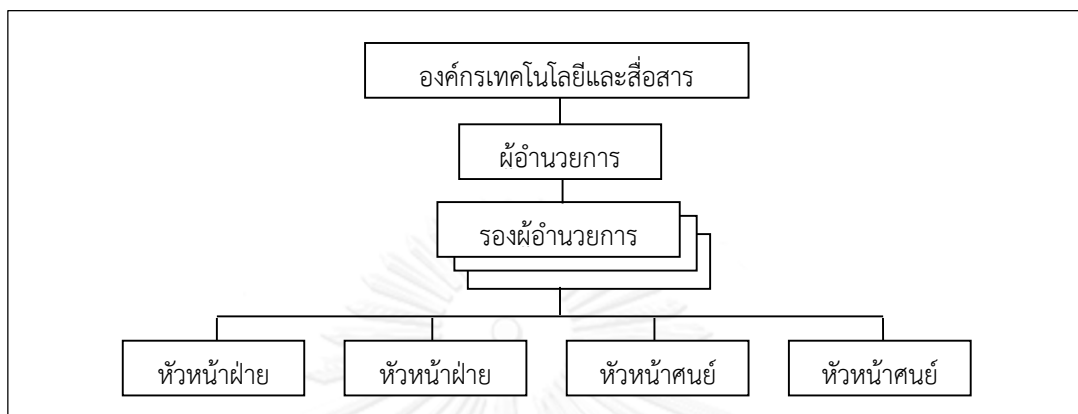 องค์กรเทคโนโลยีและสื่อสาร
ผู้อำนวยการ
รองผู้อำนวยการ
หัวหน้าฝ่าย หัวหน้าฝ่าย หัวหน้าศูนย์ หัวหน้าศูนย์